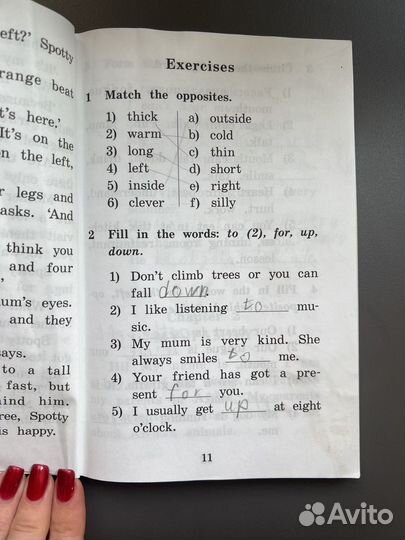 eft?' Spotty
range beat
t's here.'
It's on the
n the left,
r legs and
asks. 'And
think you
and four
um's eyes.
and they
says.
to a tall
fast, but
hind him.
ree, Spotty
is happy.
Exercises
1 Match the opposites.
1) thick a) outside
2) warm b) cold
3) long c) thin
4) left d) short
5) inside e) right
6) clever f) silly
2 Fill in the words: to (2), for, up,
down.
1) Don't climb trees or you can
fall down.
2) I like listening to mu-
sic.
3) My mum is very kind. She
always smiles to me.
4) Your friend has got a pre-
sent for you.
5) I usually get up at eight
o'clock.
11
Avito